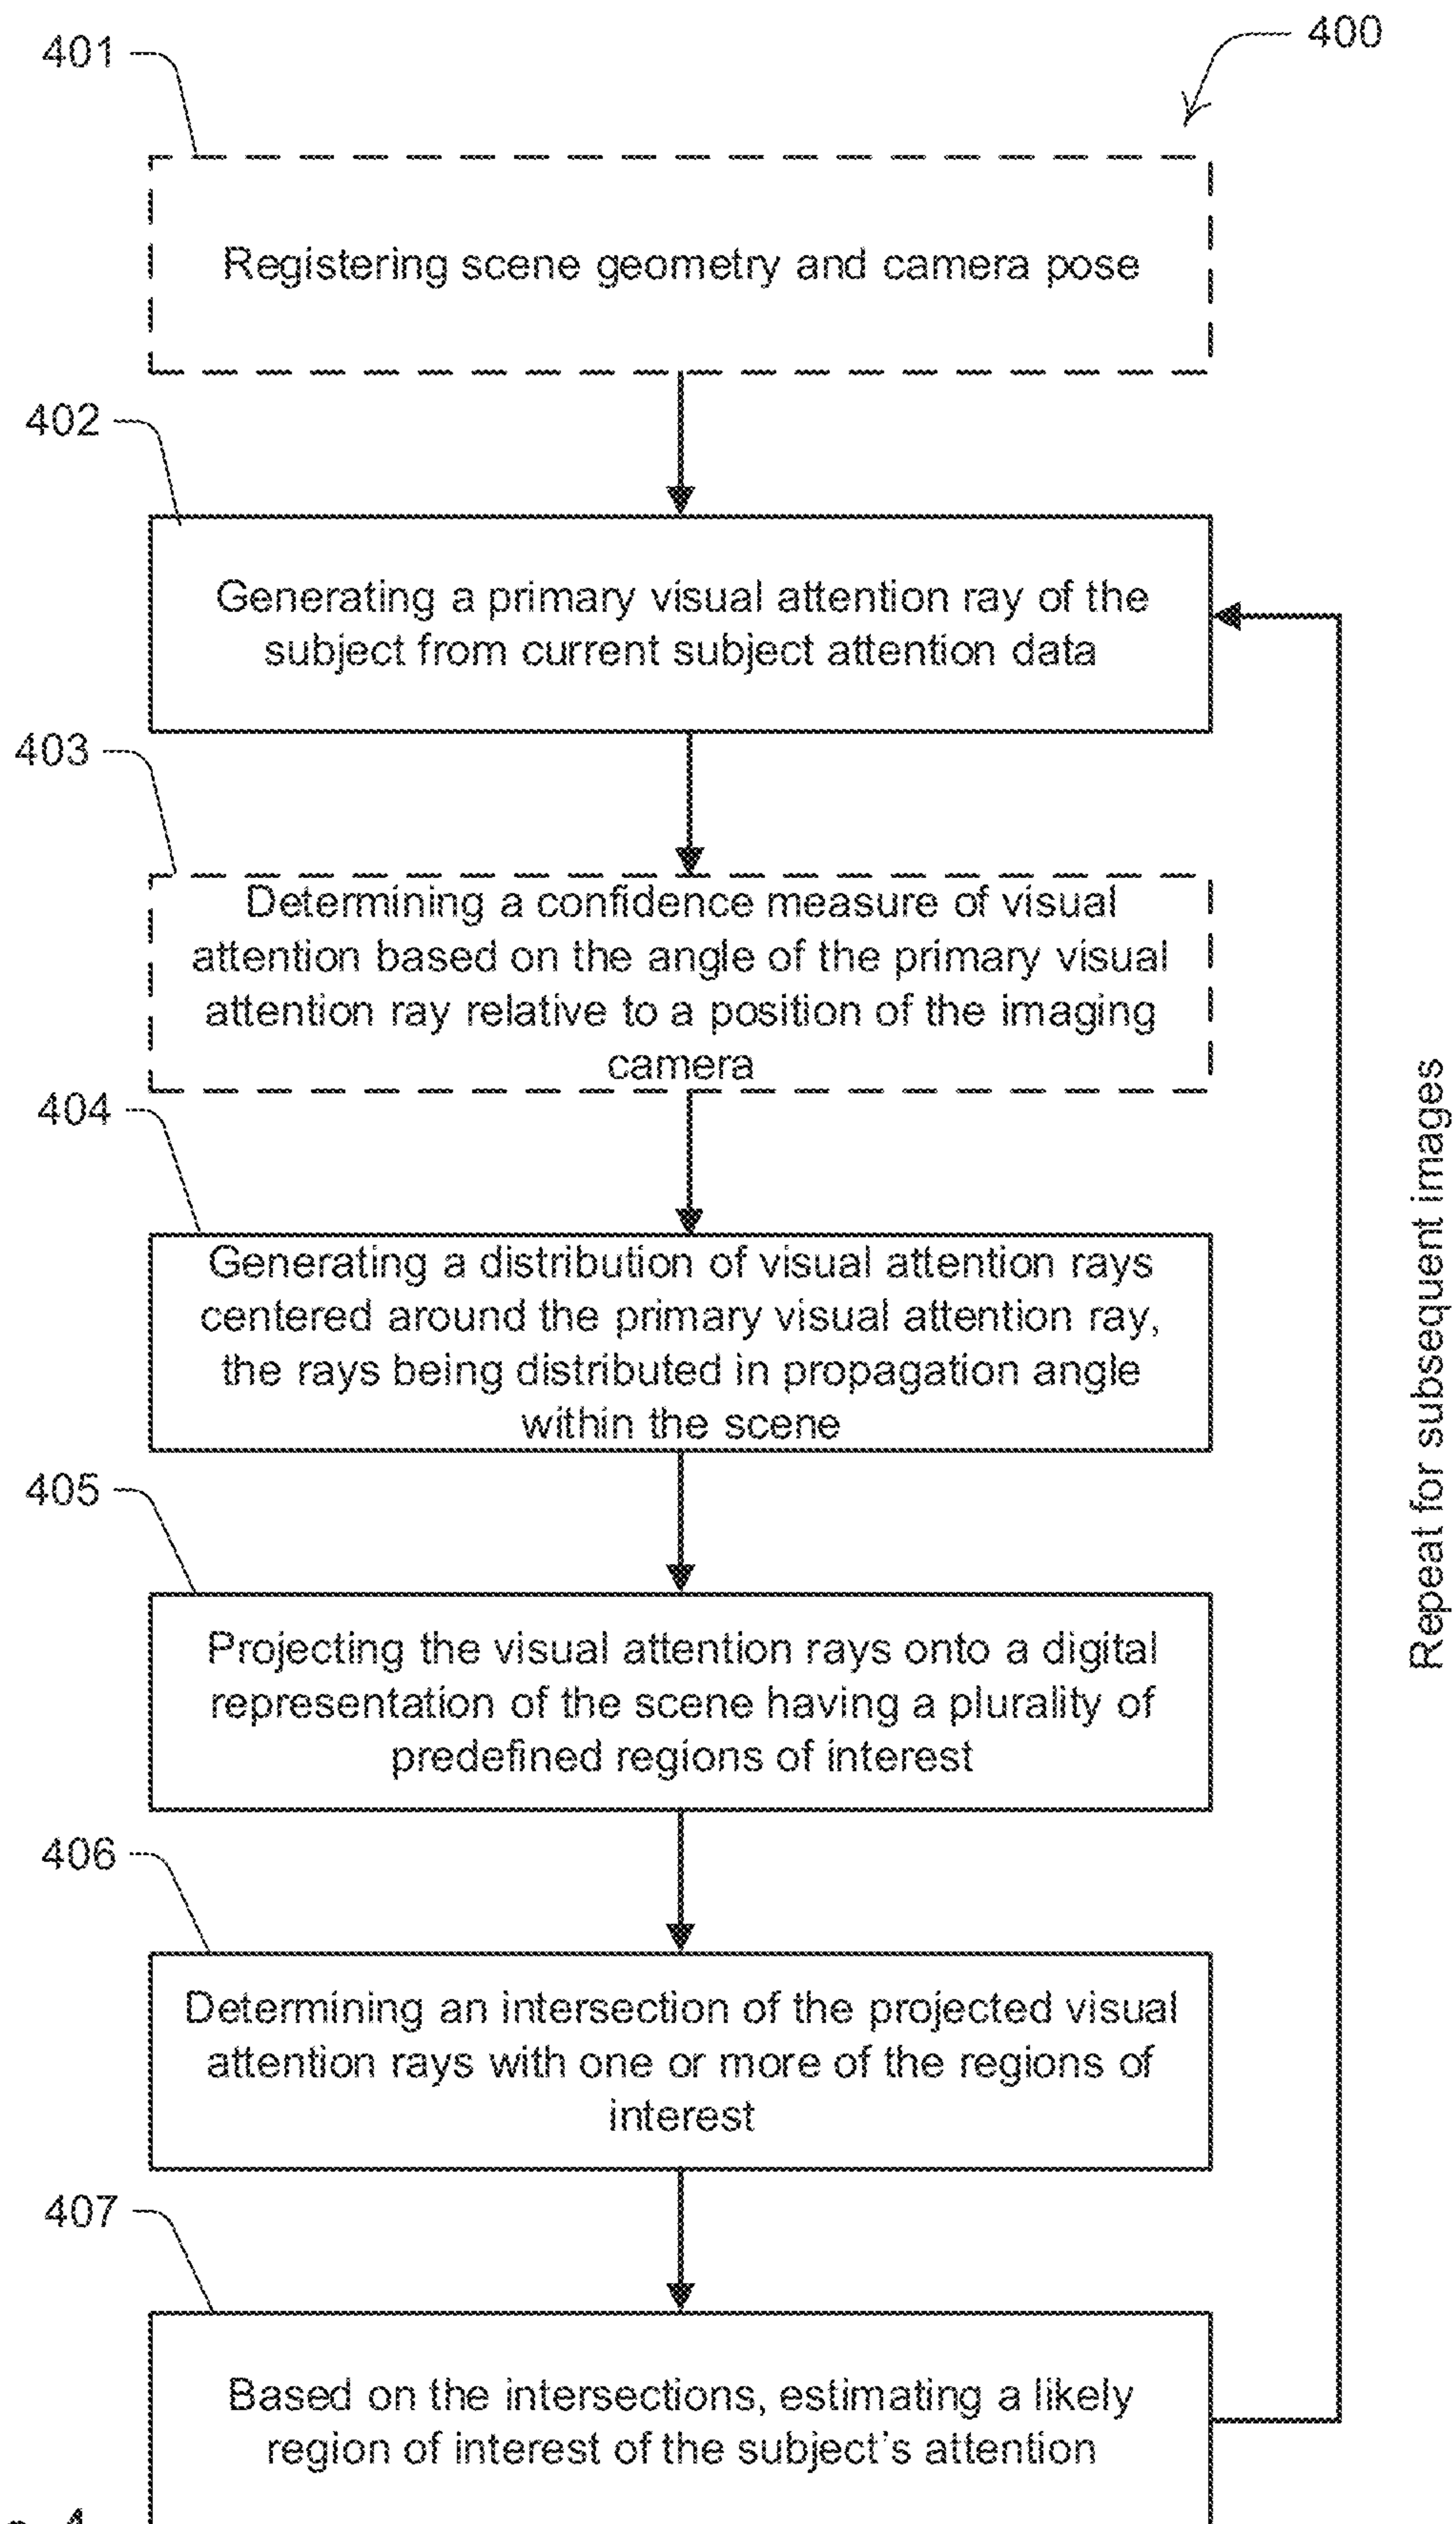 400
401
Registering scene geometry and camera pose
402
Generating a primary visual attention ray of the
subject from current subject attention data
403
Determining a confidence measure of visual
attention based on the angle of the primary visual
attention ray relative to a position of the imaging
camera
404
Generating a distribution of visual attention rays
centered around the primary visual attention ray,
the rays being distributed in propagation angle
within the scene
405
Projecting the visual attention rays onto a digital
representation of the scene having a plurality of
predefined regions of interest
406
Determining an intersection of the projected visual
attention rays with one or more of the regions of
interest
407
Based on the intersections, estimating a likely
region of interest of the subject's attention
Repeat for subsequent images